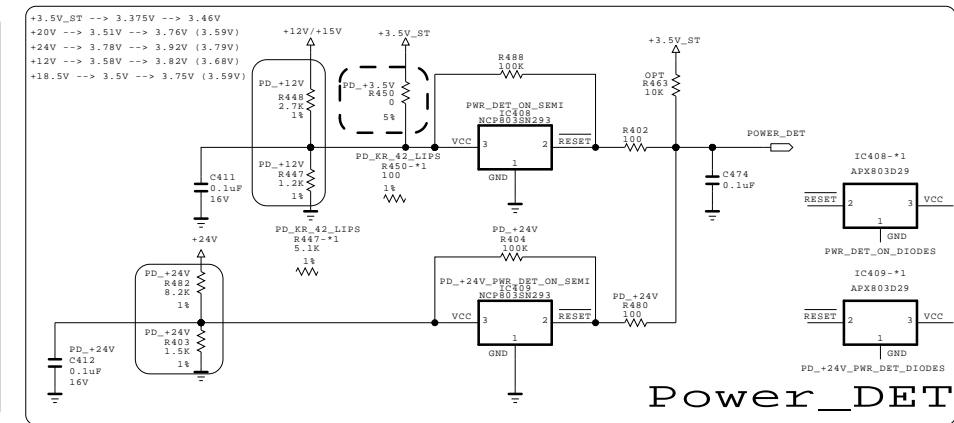 +3.5V_ST --> 3.375V --> 3.46V
+20V --> 3.51V --> 3.76V (3.59V)
+24V --> 3.78V --> 3.92V (3.79V)
+12V --> 3.58V --> 3.82V (3.68V)
+18.5V --> 3.5V --> 3.75V (3.59V)
+12V/+15V
+3.5V_ST
PD_+12V
R448
2.7K
1%
PD_+3.5V
R450
0
5%
R488
100K
PWR_DET_ON_SEMI
IC408
NCP803SN293
VCC
3
2
RESET
1
GND
+3.5V_ST
OPT
R463
10K
R402
100
POWER_DET
C474
0.1uF
PD_+12V
R447
1.2K
1%
C411
0.1uF
16V
PD_KR_42_LIPS
R450-*1
100
1%
PD_KR_42_LIPS
R447-*1
5.1K
1%
+24V
PD_+24V
R482
8.2K
1%
PD_+24V
R403
1.5K
1%
PD_+24V
C412
0.1uF
16V
PD_+24V
R404
100K
PD_+24V_PWR_DET_ON_SEMI
IC409
NCP803SN293
VCC
3
2
RESET
1
GND
PD_+24V
R480
100
IC408-*1
APX803D29
RESET
2
3
VCC
1
GND
PWR_DET_ON_DIODES
IC409-*1
APX803D29
RESET
2
3
VCC
1
GND
PD_+24V_PWR_DET_DIODES
Power_DET